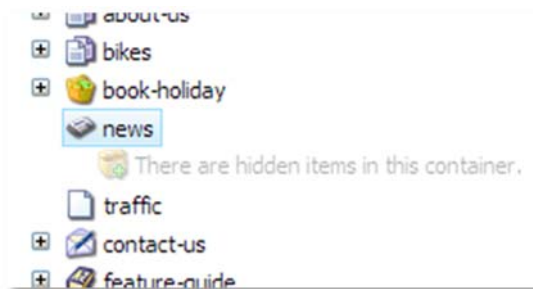 about-us
bikes
book-holiday
news
There are hidden items in this container.
traffic
contact-us
feature-guide